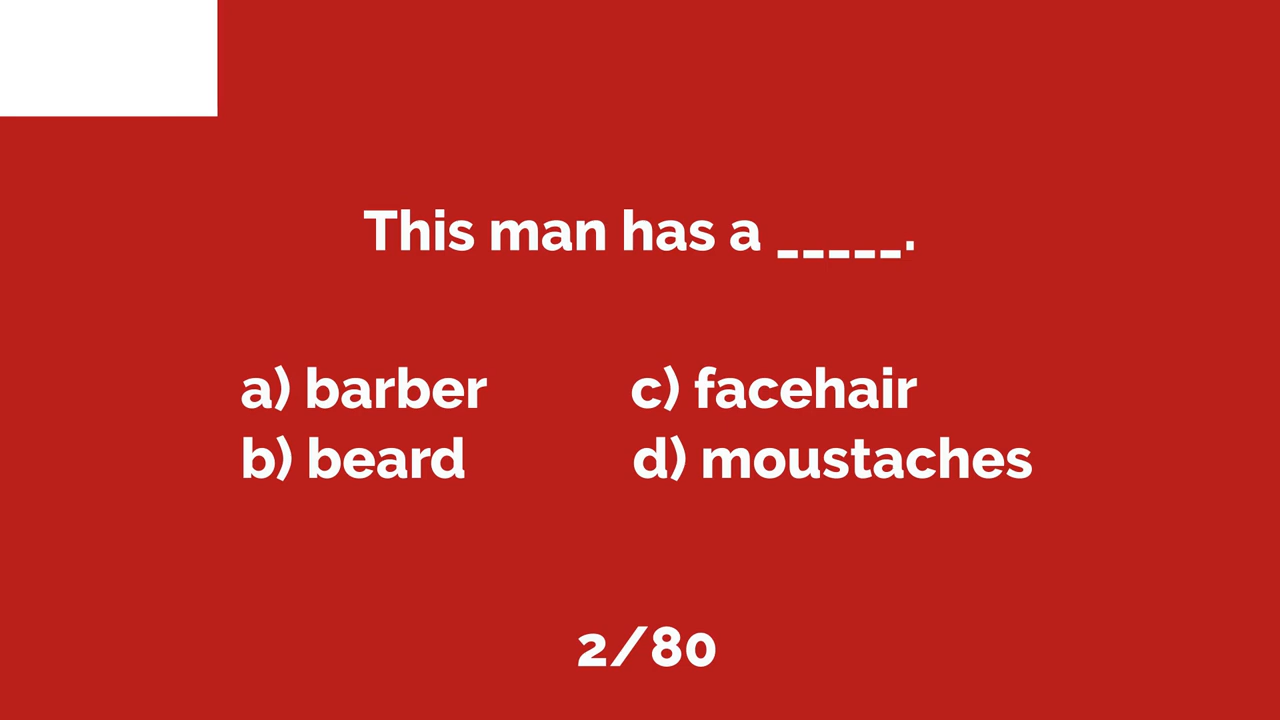 This man has a _____.
a) barber c) facehair
b) beard d) moustaches
2/80